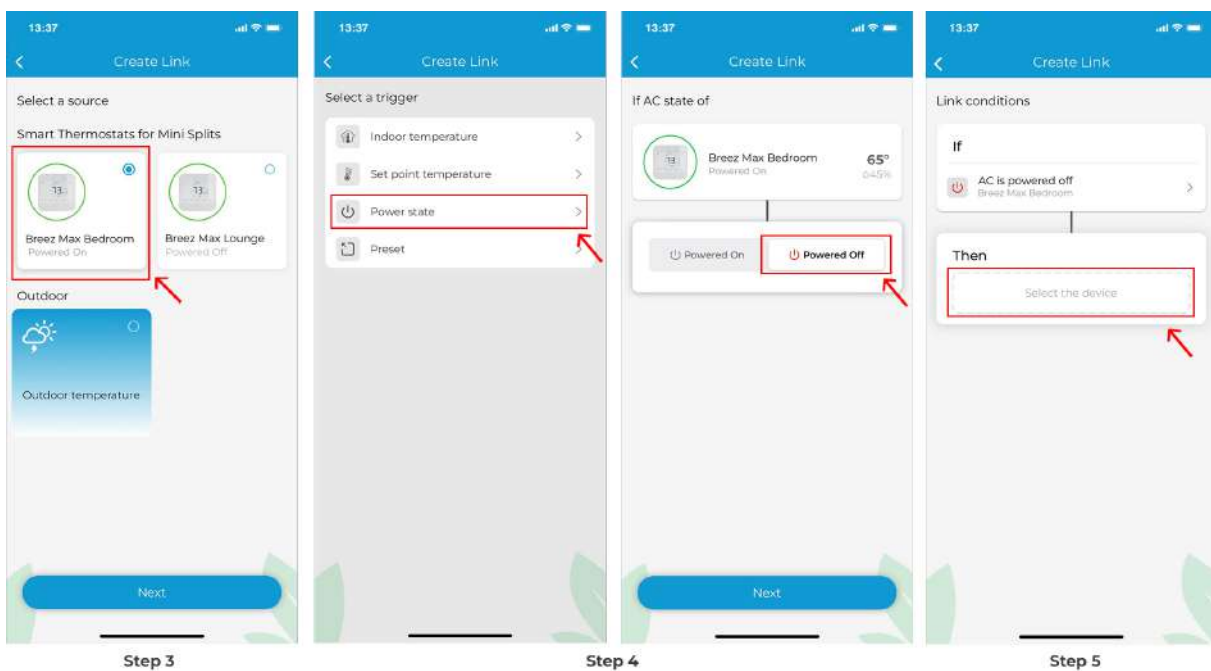 13:37
Create Link
Select a source
Smart Thermostats for Mini Splits
73
Breez Max Bedroom
Powered On
73
Breez Max Lounge
Powered Off
Outdoor
Outdoor temperature
Next
Step 3
13:37
Create Link
Select a trigger
Indoor temperature
Set point temperature
Power state
Preset
13:37
Create Link
If AC state of
Breez Max Bedroom
Powered On
65°
45%
Powered On
Powered Off
Next
Step 4
13:37
Create Link
Link conditions
If
AC is powered off
Breez Max Bedroom
Then
Select the device
Step 5